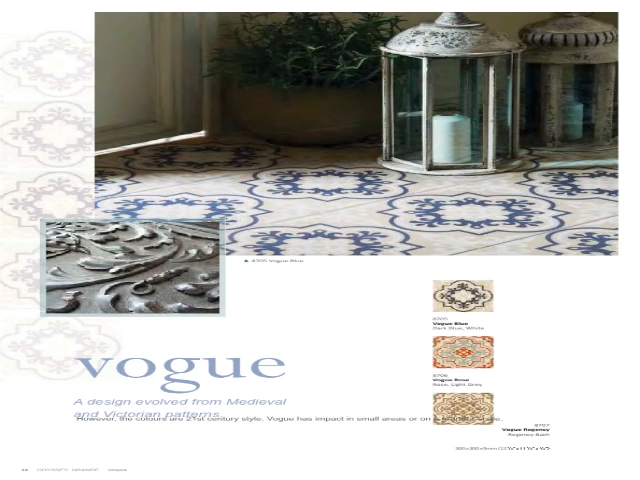 ▲ 8705 Vogue Blue
8705
Vogue Blue
Dark Blue, White
8706
Vogue Rose
Rose, Light Grey
vogue
A design evolved from Medieval
and Victorian patterns.
However, the colours are 21st century style. Vogue has impact in small areas or on
8707
Vogue Regency
Regency Bath